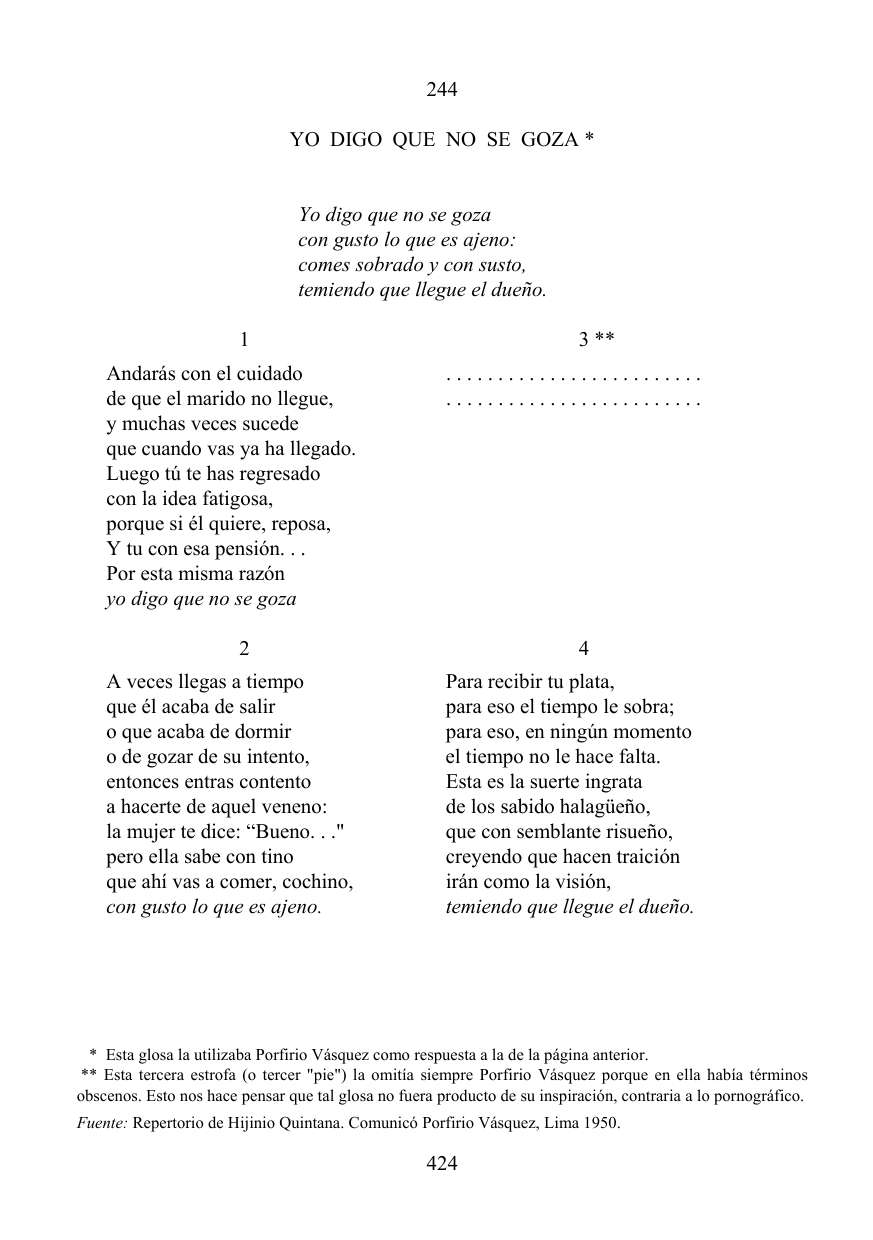 244
YO DIGO QUE NO SE GOZA *
Yo digo que no se goza
con gusto lo que es ajeno:
comes sobrado y con susto,
temiendo que llegue el dueño.
1
Andarás con el cuidado
de que el marido no llegue,
y muchas veces sucede
que cuando vas ya ha llegado.
Luego tú te has regresado
con la idea fatigosa,
porque si él quiere, reposa,
Y tu con esa pensión. . .
Por esta misma razón
yo digo que no se goza
2
A veces llegas a tiempo
que él acaba de salir
o que acaba de dormir
o de gozar de su intento,
entonces entras contento
a hacerte de aquel veneno:
la mujer te dice: “Bueno. . ."
pero ella sabe con tino
que ahí vas a comer, cochino,
con gusto lo que es ajeno.
3 **
. . . . . . . . . . . . . . . . . . . . . . . . .
. . . . . . . . . . . . . . . . . . . . . . . . .
4
Para recibir tu plata,
para eso el tiempo le sobra;
para eso, en ningún momento
el tiempo no le hace falta.
Esta es la suerte ingrata
de los sabido halagüeño,
que con semblante risueño,
creyendo que hacen traición
irán como la visión,
temiendo que llegue el dueño.
* Esta glosa la utilizaba Porfirio Vásquez como respuesta a la de la página anterior.
** Esta tercera estrofa (o tercer "pie") la omitía siempre Porfirio Vásquez porque en ella había términos
obscenos. Esto nos hace pensar que tal glosa no fuera producto de su inspiración, contraria a lo pornográfico.
Fuente: Repertorio de Hijinio Quintana. Comunicó Porfirio Vásquez, Lima 1950.
424